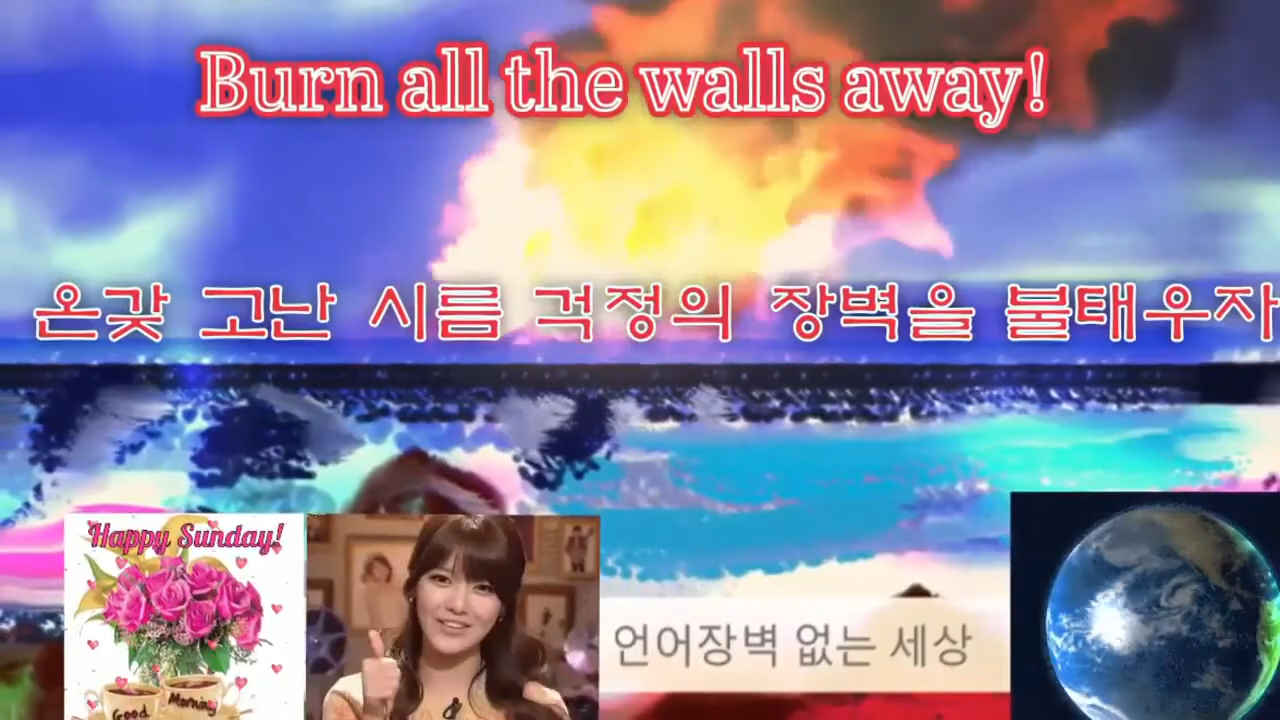 Burn all the walls away!
온갖 고난 시름 걱정의 장벽을 불태우자
Happy Sunday!
언어장벽 없는 세상
Good Morning